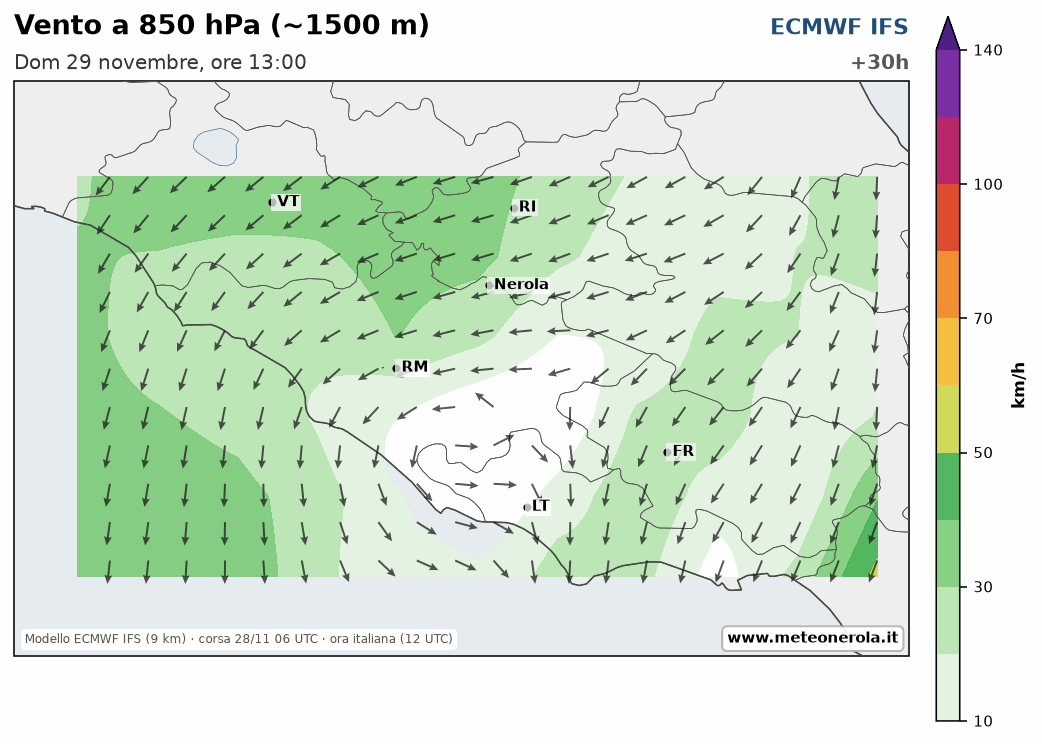 Vento a 850 hPa (~1500 m)
ECMWF IFS
Dom 29 novembre, ore 13:00
+30h
VT
RI
Nerola
RM
FR
LT
140
100
70
50
30
10
km/h
Modello ECMWF IFS (9 km) · corsa 28/11 06 UTC · ora italiana (12 UTC)
www.meteonerola.it